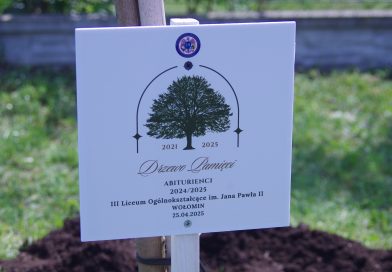 2021 2025
Drzewo Pamięci
ABITURIENCI
2024/2025
III Liceum Ogólnokształcące im. Jana Pawła II
WOŁOMIN
25.04.2025